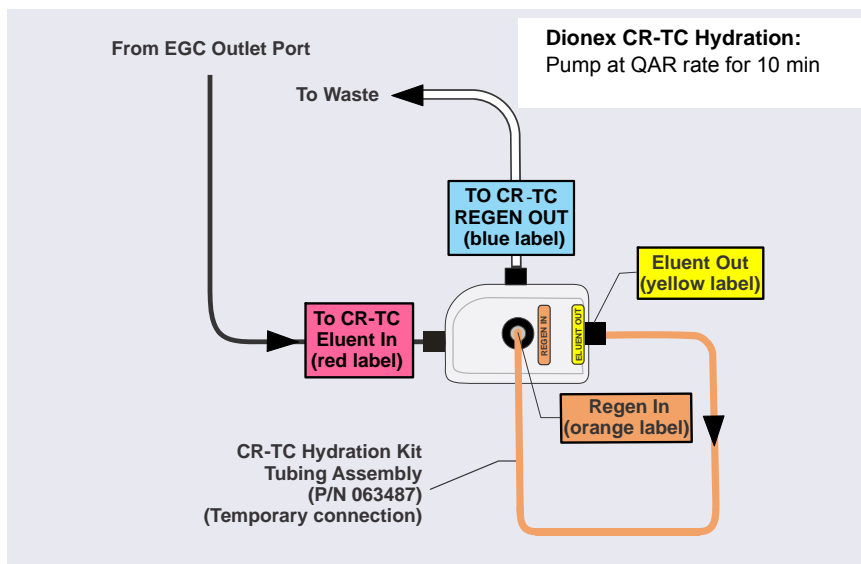 Dionex CR-TC Hydration:
Pump at QAR rate for 10 min
From EGC Outlet Port
To Waste
TO CR-TC
REGEN OUT
(blue label)
Eluent Out
(yellow label)
To CR-TC
Eluent In
(red label)
REGEN IN
ELUENT OUT
Regen In
(orange label)
CR-TC Hydration Kit
Tubing Assembly
(P/N 063487)
(Temporary connection)